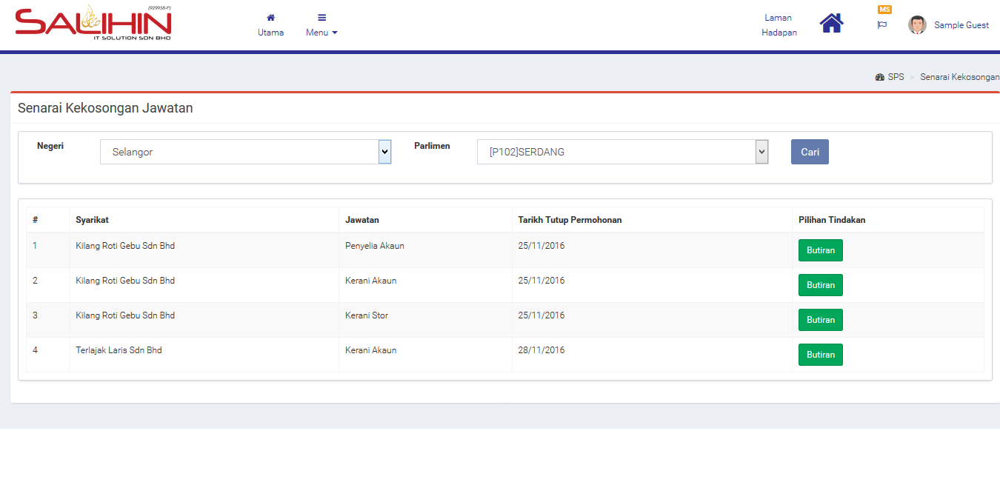 (929958-P)
SALIHIN
IT SOLUTION SDN BHD
Utama
Menu
Laman
Hadapan
MS
Sample Guest
SPS > Senarai Kekosongan
Senarai Kekosongan Jawatan
Negeri Selangor Parlimen [P102]SERDANG Cari
# Syarikat Jawatan Tarikh Tutup Permohonan Pilihan Tindakan
1 Kilang Roti Gebu Sdn Bhd Penyelia Akaun 25/11/2016 Butiran
2 Kilang Roti Gebu Sdn Bhd Kerani Akaun 25/11/2016 Butiran
3 Kilang Roti Gebu Sdn Bhd Kerani Stor 25/11/2016 Butiran
4 Terlajak Laris Sdn Bhd Kerani Akaun 28/11/2016 Butiran